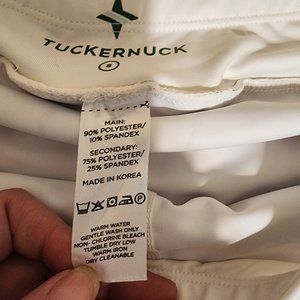 TUCKERNUCK
MAIN:
90% POLYESTER/
10% SPANDEX
SECONDARY:
75% POLYESTER/
25% SPANDEX
MADE IN KOREA
WARM WATER
GENTLE WASH ONLY
NON- CHLORINE BLEACH
TUMBLE DRY LOW
WARM IRON
DRY CLEANABLE